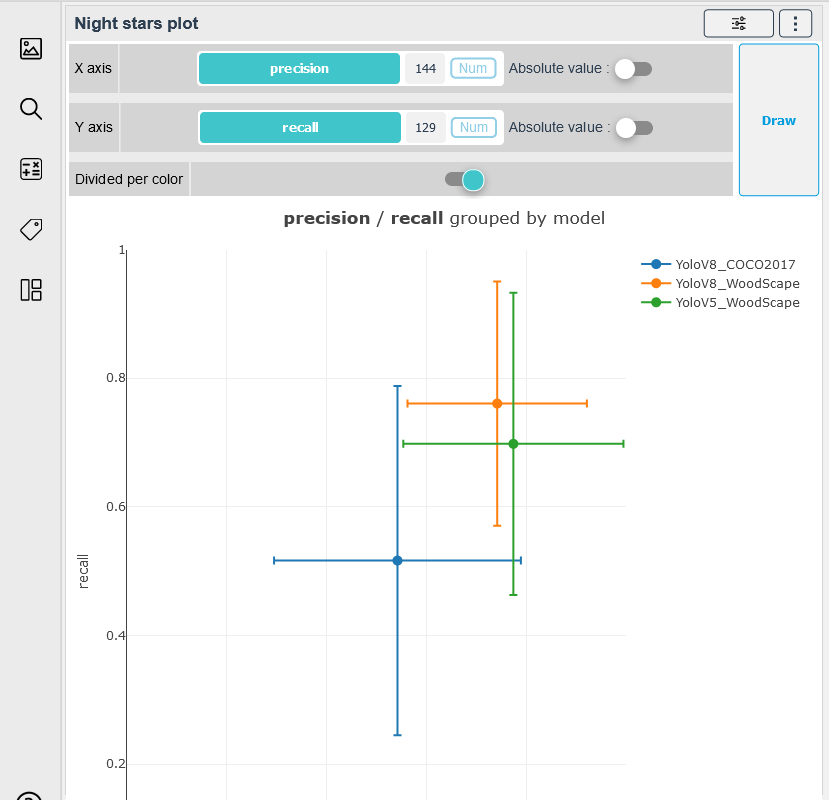 Night stars plot
X axis precision 144 Num Absolute value :
Y axis recall 129 Num Absolute value :
Draw
Divided per color
precision / recall grouped by model
1
YoloV8_COCO2017
YoloV8_WoodScape
YoloV5_WoodScape
0.8
0.6
recall
0.4
0.2